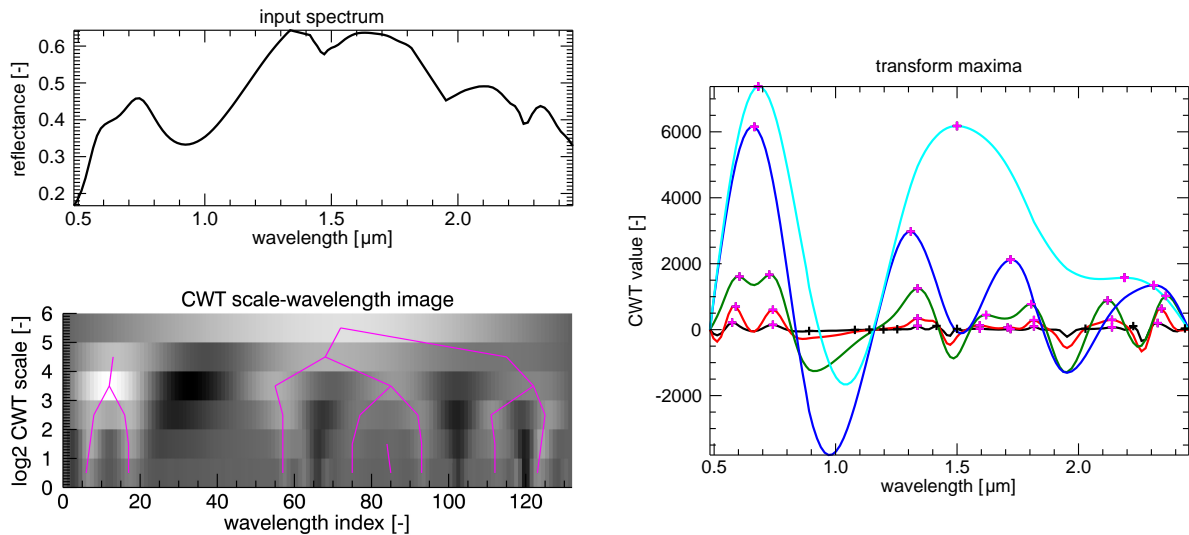 input spectrum
reflectance [-]
0.6
0.5
0.4
0.3
0.2
0.5 1.0 1.5 2.0
wavelength [µm]
CWT scale-wavelength image
log2 CWT scale [-]
6
5
4
3
2
1
0
0 20 40 60 80 100 120
wavelength index [-]
transform maxima
CWT value [-]
6000
4000
2000
0
-2000
0.5 1.0 1.5 2.0
wavelength [µm]